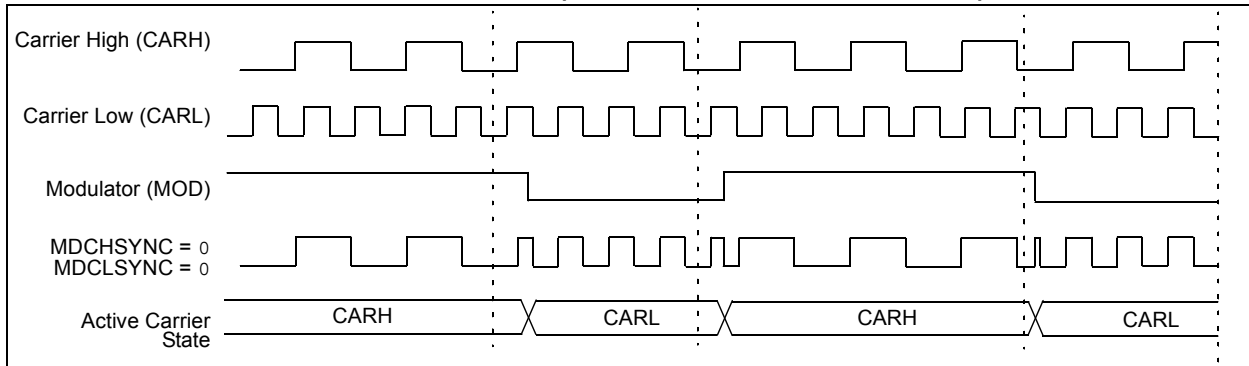 Carrier High (CARH)
Carrier Low (CARL)
Modulator (MOD)
MDCHSYNC = 0
MDCLSYNC = 0
Active Carrier
State
CARH
CARL
CARH
CARL